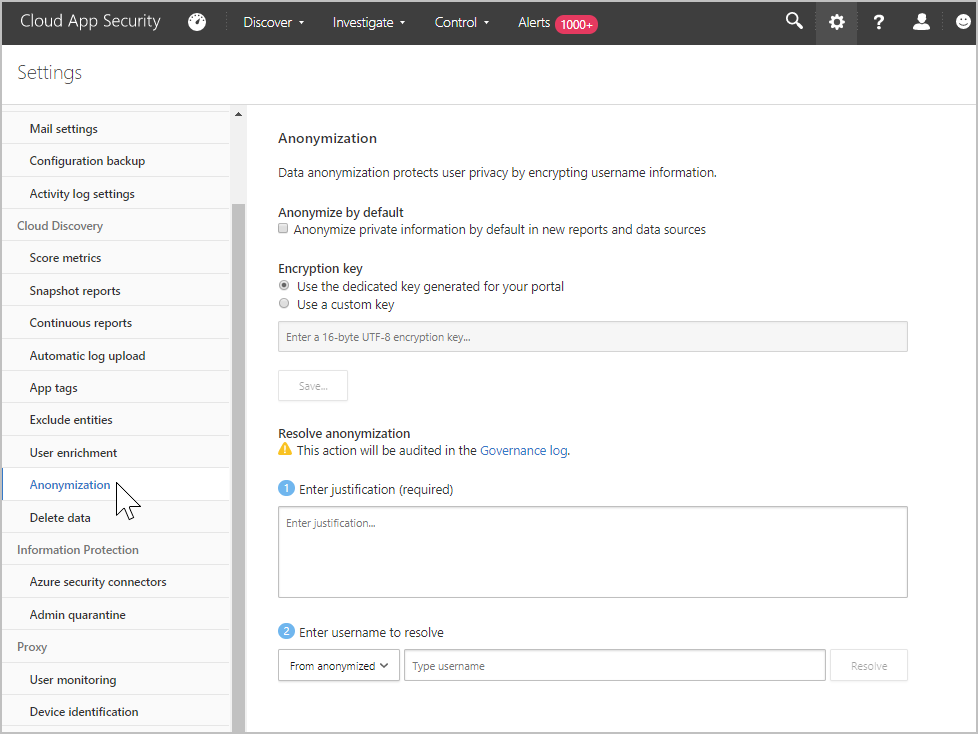 Cloud App Security Discover Investigate Control Alerts 1000+ ?
Settings
Mail settings
Configuration backup
Activity log settings
Cloud Discovery
Score metrics
Snapshot reports
Continuous reports
Automatic log upload
App tags
Exclude entities
User enrichment
Anonymization
Delete data
Information Protection
Azure security connectors
Admin quarantine
Proxy
User monitoring
Device identification
Anonymization
Data anonymization protects user privacy by encrypting username information.
Anonymize by default
Anonymize private information by default in new reports and data sources
Encryption key
Use the dedicated key generated for your portal
Use a custom key
Enter a 16-byte UTF-8 encryption key...
Save...
Resolve anonymization
This action will be audited in the Governance log.
1 Enter justification (required)
Enter justification...
2 Enter username to resolve
From anonymized Type username Resolve